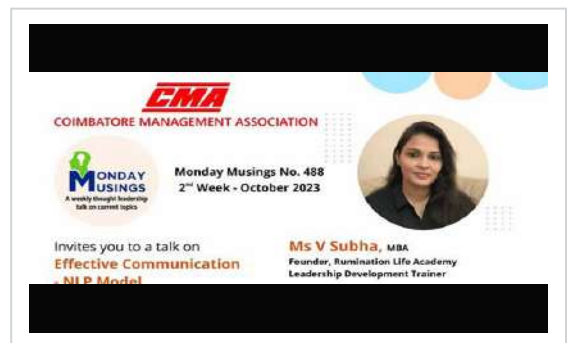 CMA
COIMBATORE MANAGEMENT ASSOCIATION
MONDAY
MUSINGS
A weekly thought leadership
talk on current topics
Monday Musings No. 488
2nd Week - October 2023
Invites you to a talk on
Effective Communication
- NLP Model
Ms V Subha, MBA
Founder, Rumination Life Academy
Leadership Development Trainer